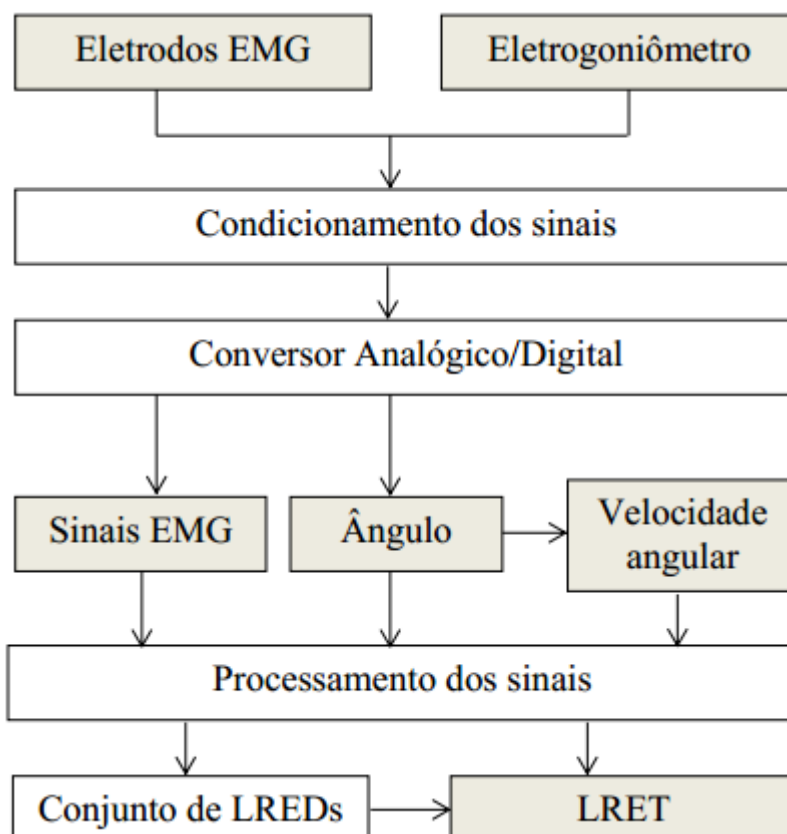 Eletrodos EMG
Eletrogoniômetro
Condicionamento dos sinais
Conversor Analógico/Digital
Sinais EMG
Ângulo
Velocidade
angular
Processamento dos sinais
Conjunto de LREDs
LRET